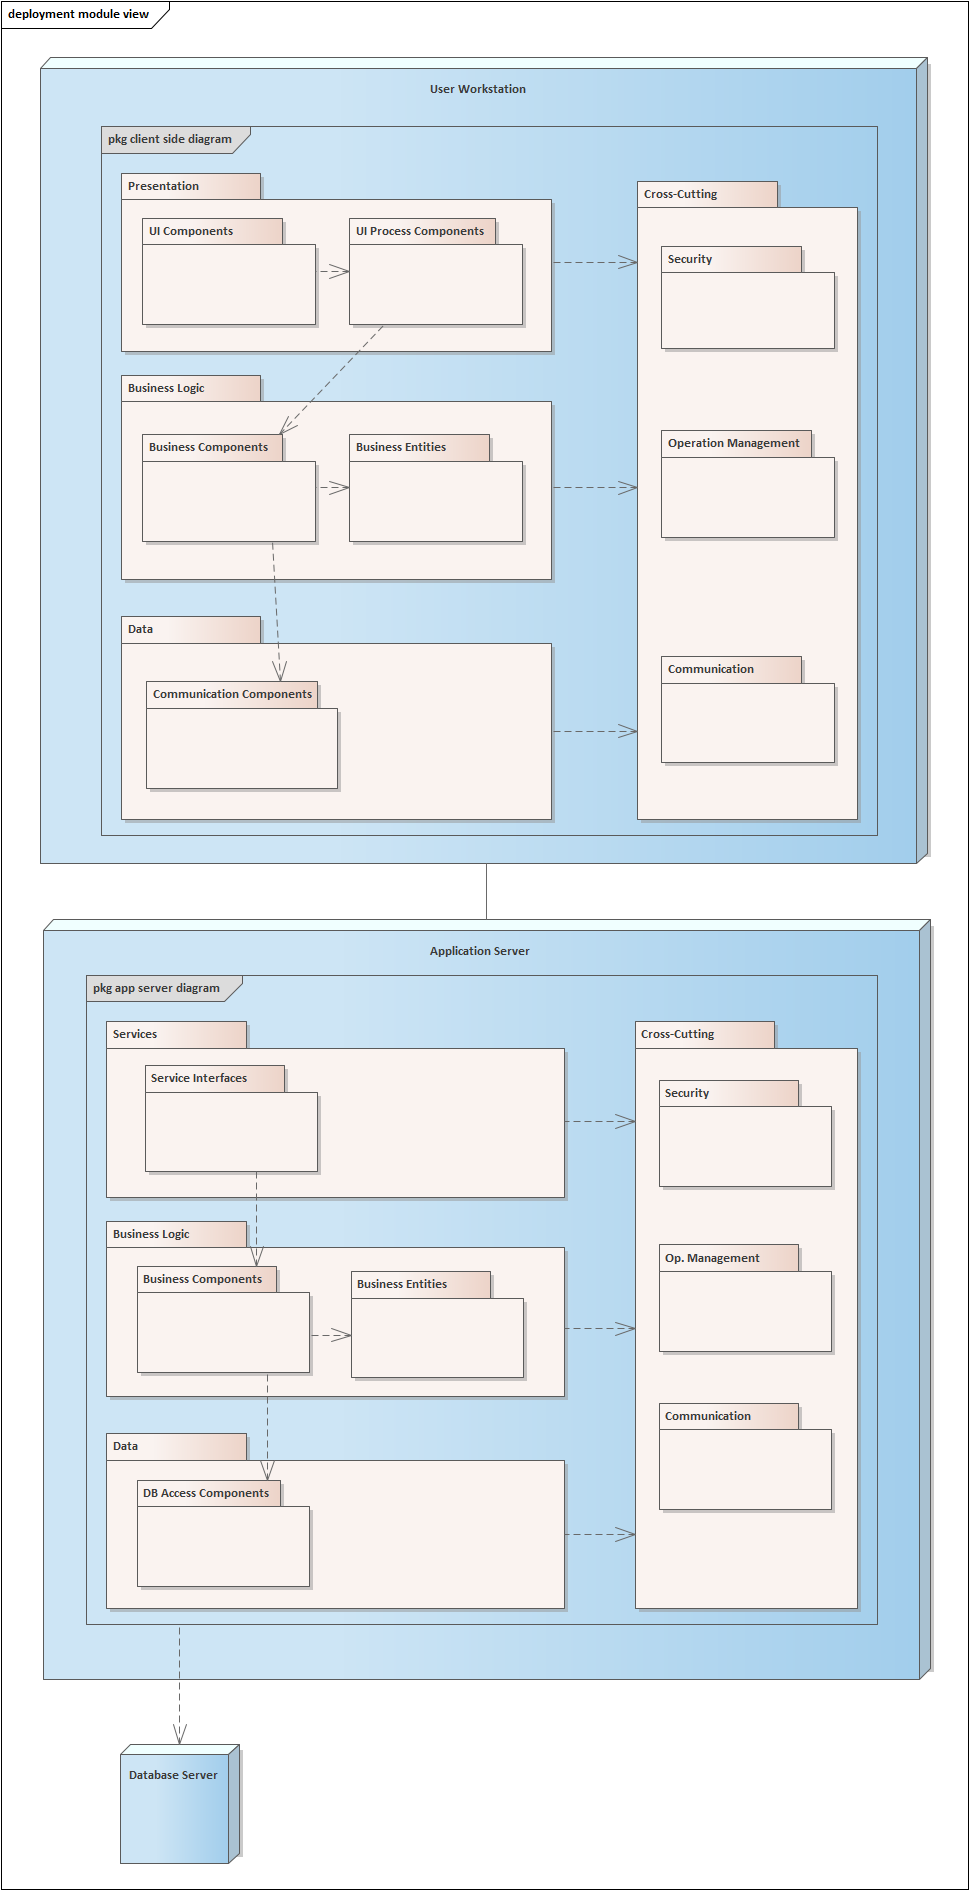 deployment module view
User Workstation
pkg client side diagram
Presentation
Cross-Cutting
UI Components
UI Process Components
Security
Business Logic
Business Components
Business Entities
Operation Management
Data
Communication
Communication Components
Application Server
pkg app server diagram
Services
Cross-Cutting
Service Interfaces
Security
Business Logic
Op. Management
Business Components
Business Entities
Communication
Data
DB Access Components
Database Server